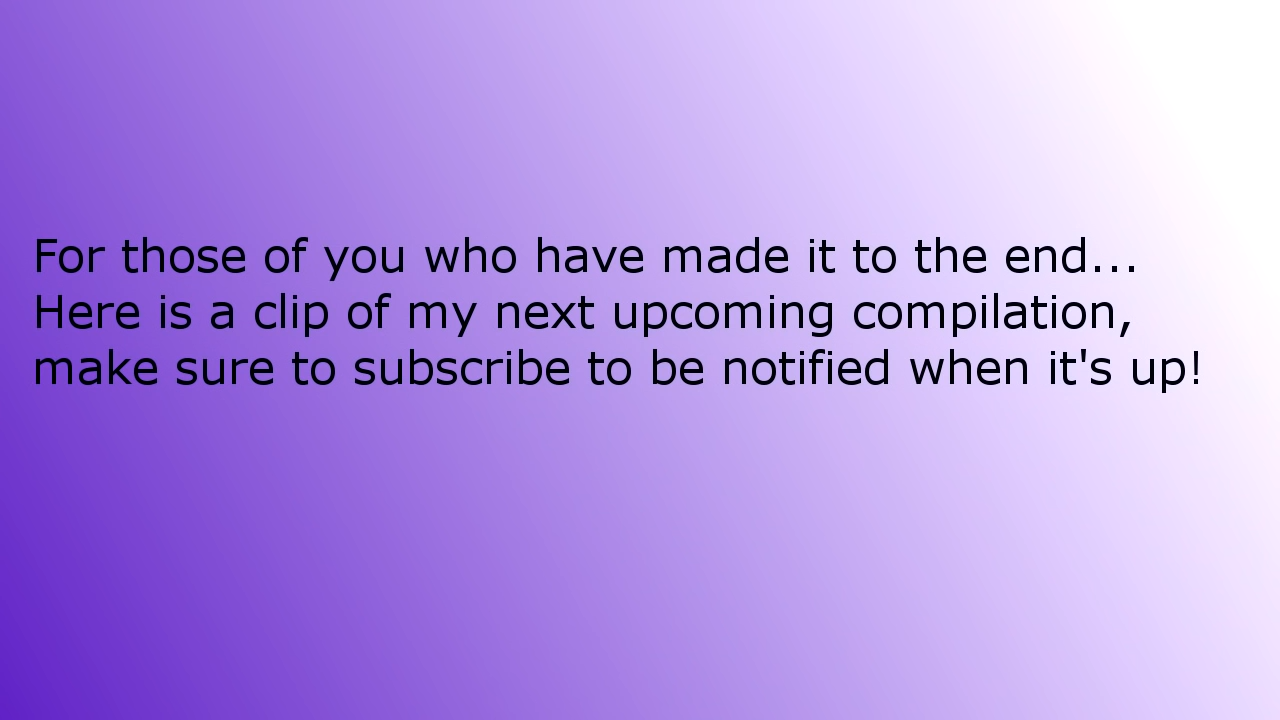 For those of you who have made it to the end...
Here is a clip of my next upcoming compilation,
make sure to subscribe to be notified when it's up!